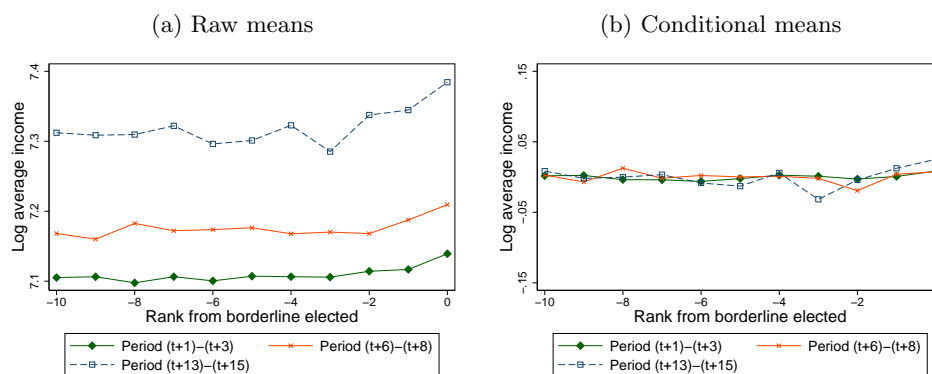 (a) Raw means
(b) Conditional means
Log average income
7.4
7.3
7.2
7.1
−10 −8 −6 −4 −2 0
Rank from borderline elected
Period (t+1)−(t+3) Period (t+6)−(t+8)
Period (t+13)−(t+15)
Log average income
.15
.05
−.05
−.15
−10 −8 −6 −4 −2
Rank from borderline elected
Period (t+1)−(t+3) Period (t+6)−(t+8)
Period (t+13)−(t+15)